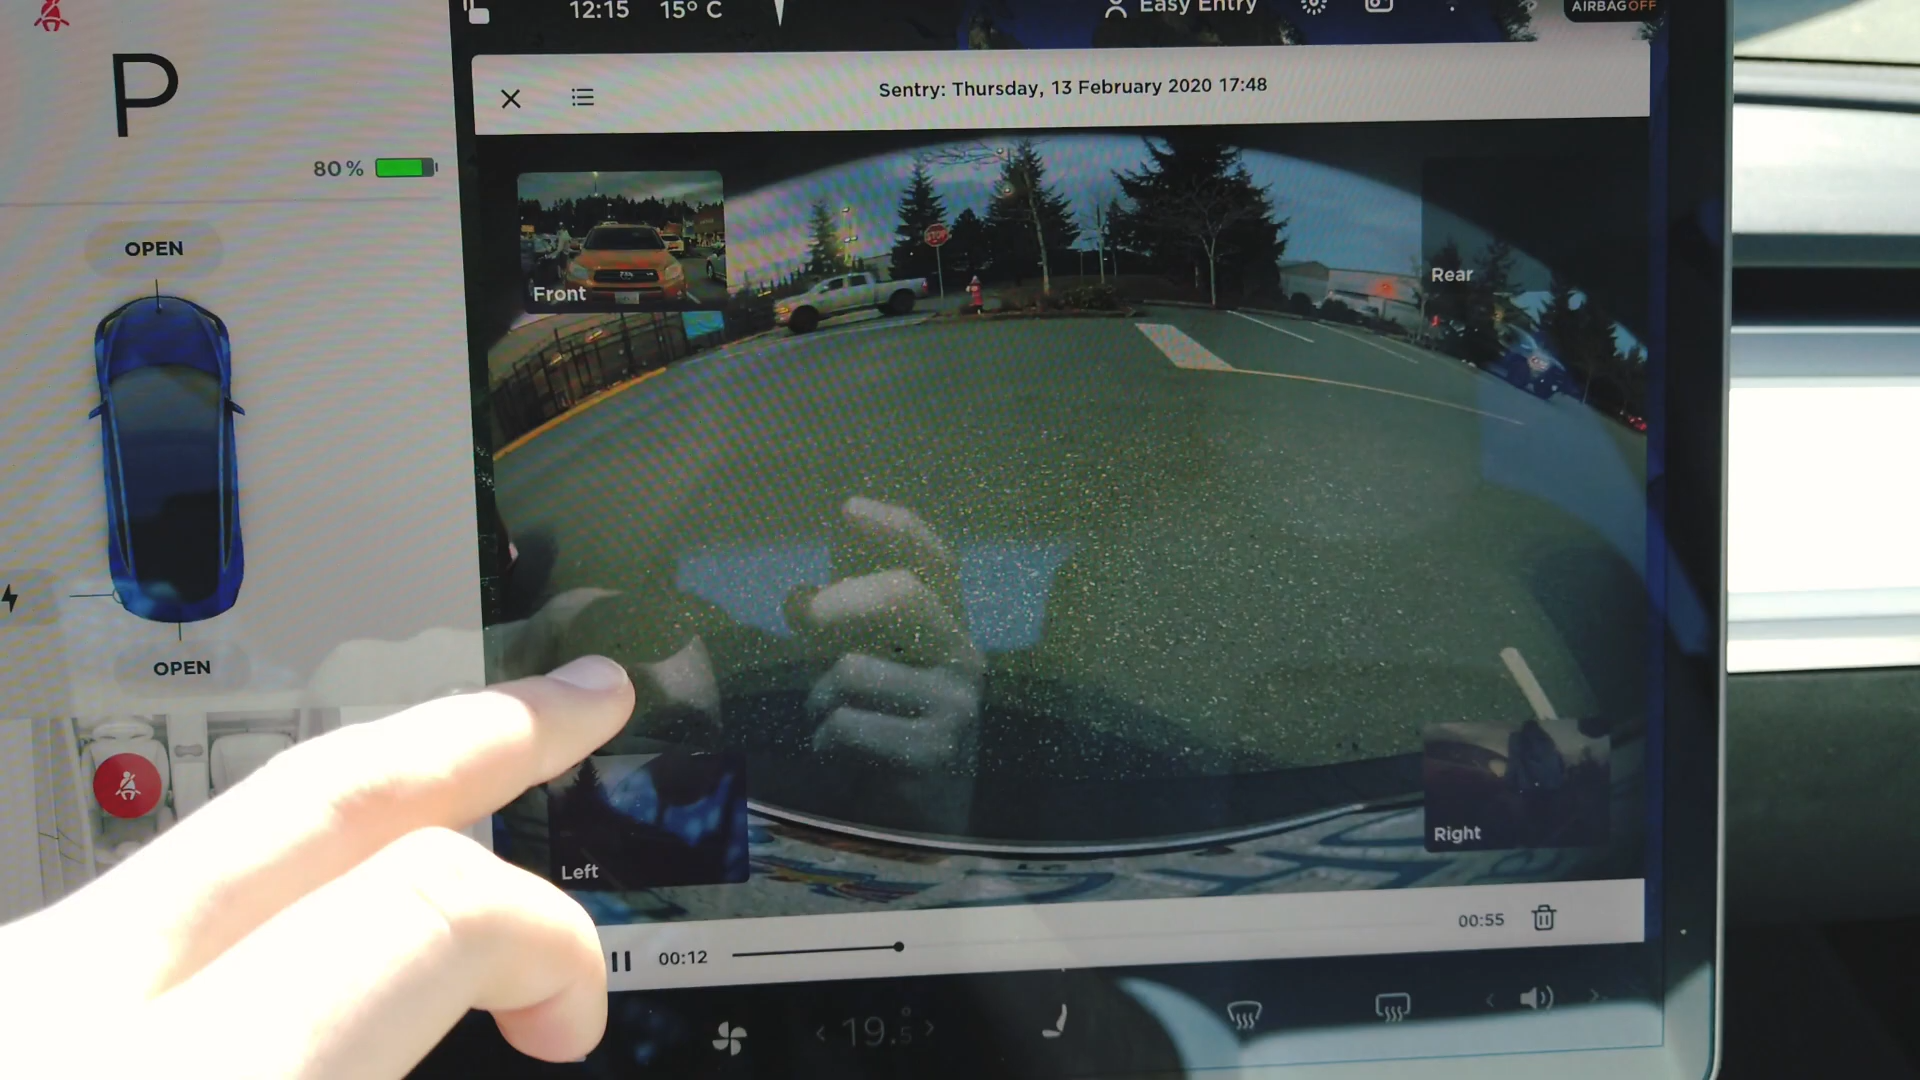 12:15 15° C
Easy Entry
AIRBAG OFF
P
Sentry: Thursday, 13 February 2020 17:48
80 %
OPEN
STOP
Front
Rear
OPEN
Right
Left
00:12
00:55
19.5